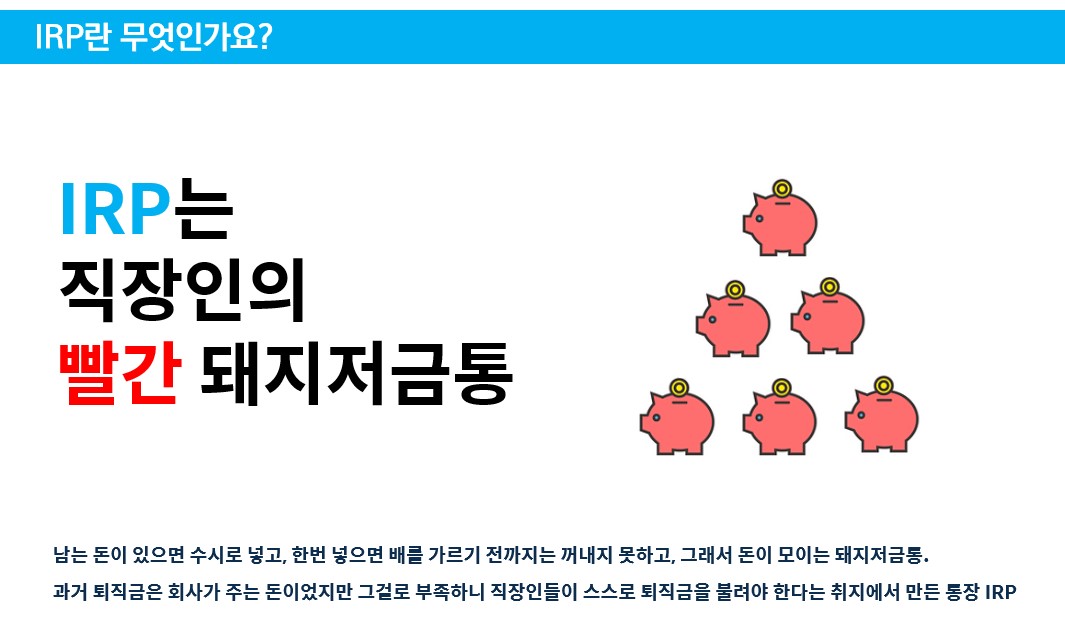 IRP란 무엇인가요?
IRP는
직장인의
빨간 돼지저금통
남는 돈이 있으면 수시로 넣고, 한번 넣으면 배를 가르기 전까지는 꺼내지 못하고, 그래서 돈이 모이는 돼지저금통.
과거 퇴직금은 회사가 주는 돈이었지만 그걸로 부족하니 직장인들이 스스로 퇴직금을 불려야 한다는 취지에서 만든 통장 IRP